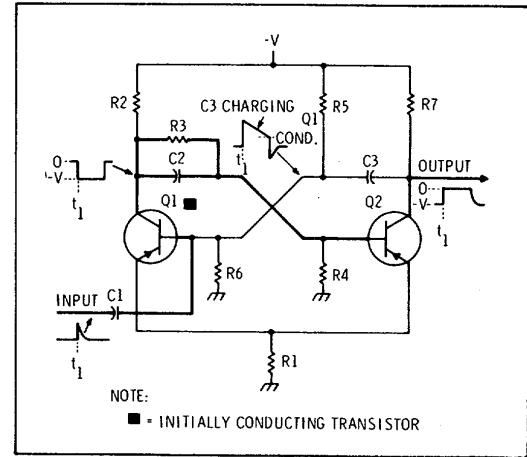 -V
R2
R3
C2
C3 CHARGING
Q1
COND.
t1
R5
R7
C3
OUTPUT
0
-V
t1
0
-V
t1
Q1
Q2
R6
R4
INPUT
C1
t1
R1
NOTE:
= INITIALLY CONDUCTING TRANSISTOR